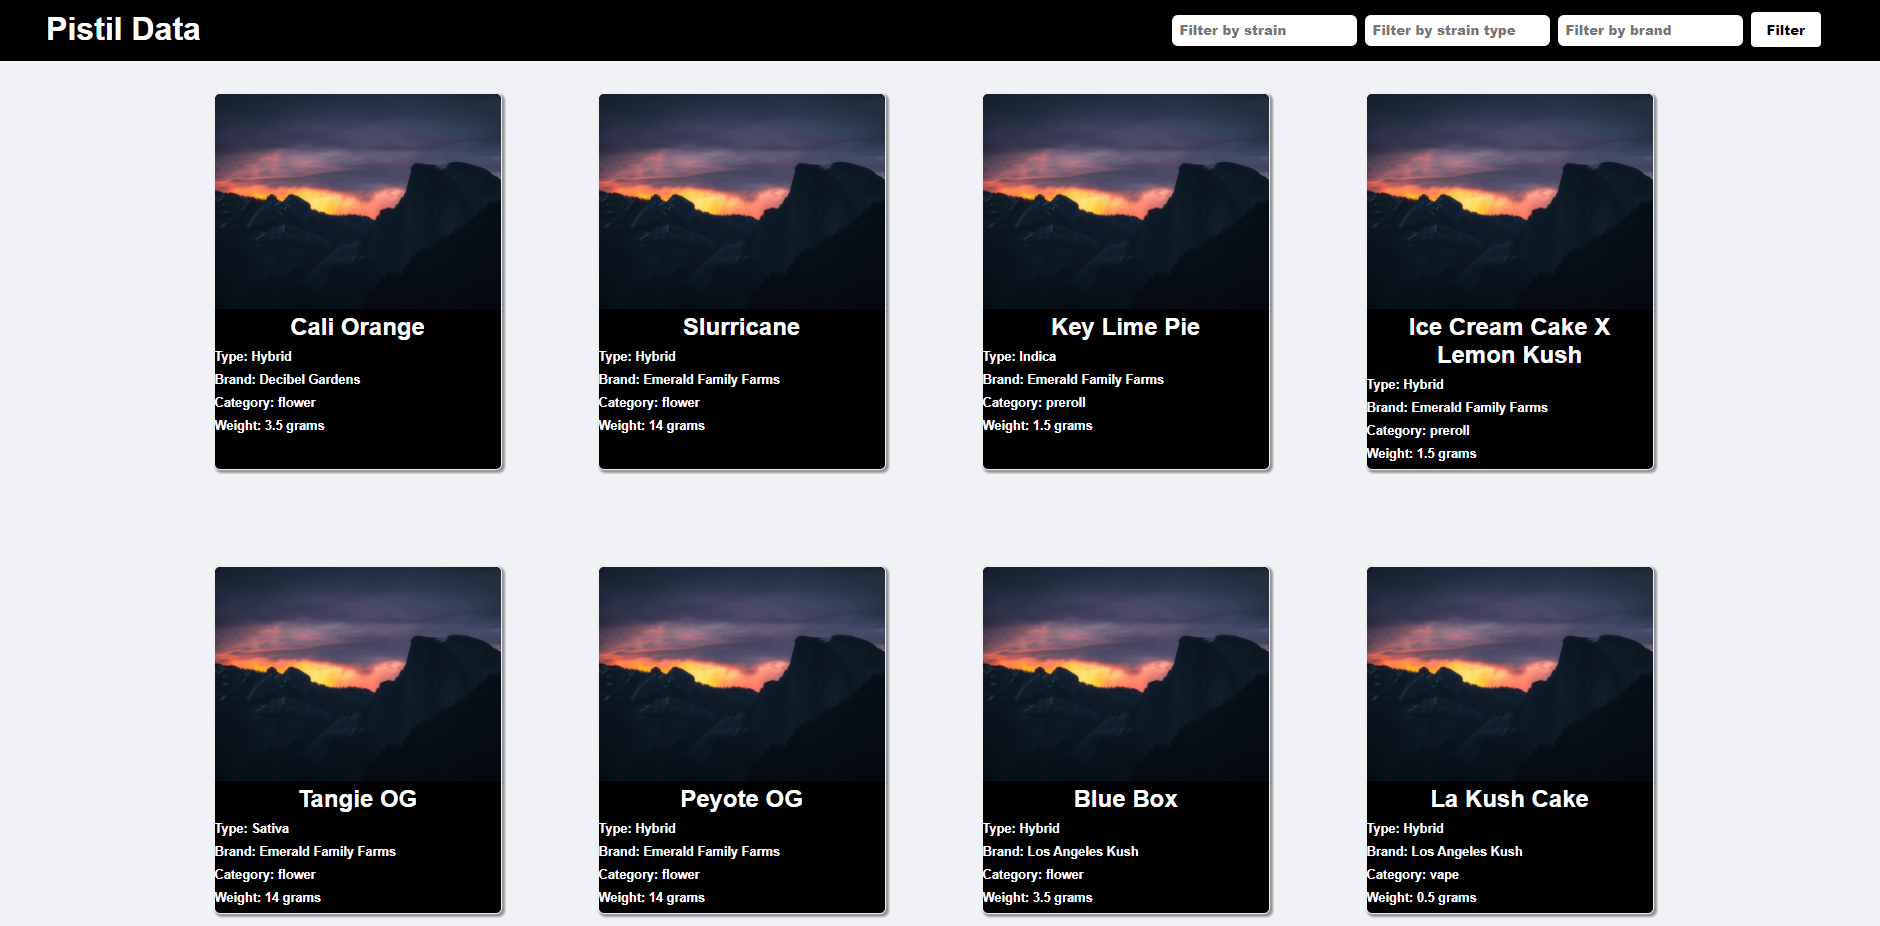 Pistil Data
Filter by strain
Filter by strain type
Filter by brand
Filter
Cali Orange
Type: Hybrid
Brand: Decibel Gardens
Category: flower
Weight: 3.5 grams
Slurricane
Type: Hybrid
Brand: Emerald Family Farms
Category: flower
Weight: 14 grams
Key Lime Pie
Type: Indica
Brand: Emerald Family Farms
Category: preroll
Weight: 1.5 grams
Ice Cream Cake X
Lemon Kush
Type: Hybrid
Brand: Emerald Family Farms
Category: preroll
Weight: 1.5 grams
Tangie OG
Type: Sativa
Brand: Emerald Family Farms
Category: flower
Weight: 14 grams
Peyote OG
Type: Hybrid
Brand: Emerald Family Farms
Category: flower
Weight: 14 grams
Blue Box
Type: Hybrid
Brand: Los Angeles Kush
Category: flower
Weight: 3.5 grams
La Kush Cake
Type: Hybrid
Brand: Los Angeles Kush
Category: vape
Weight: 0.5 grams